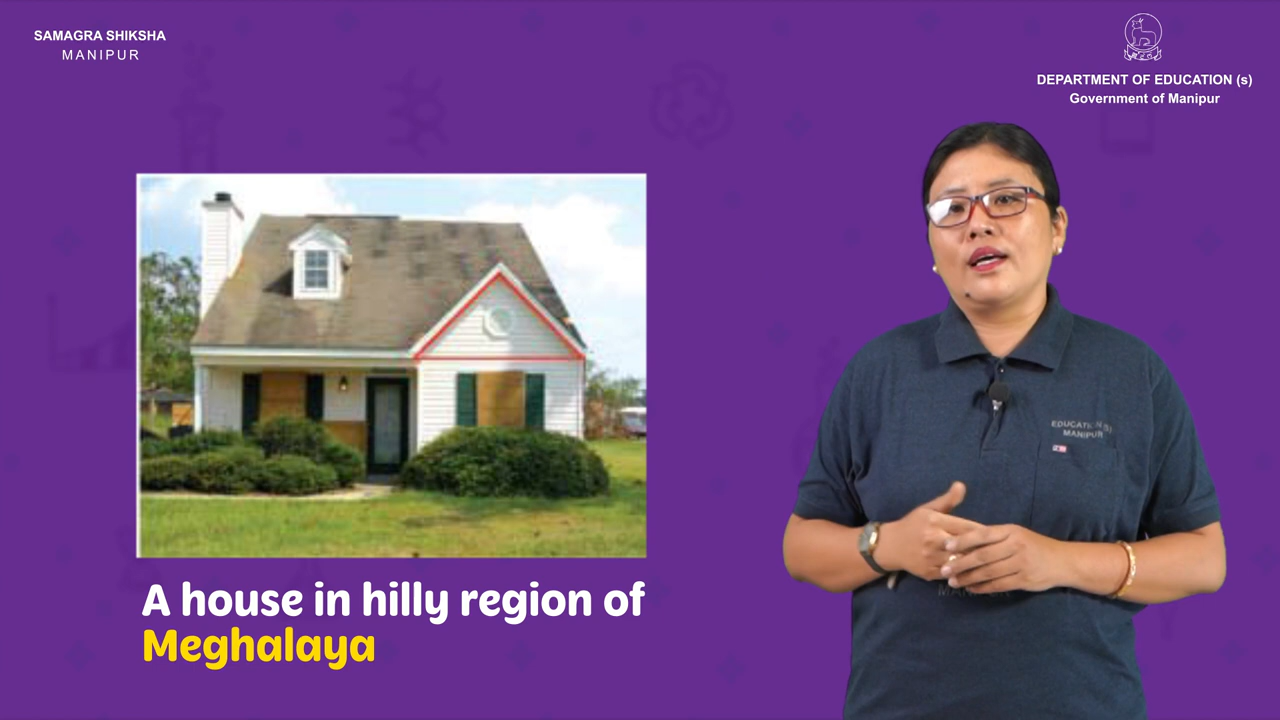 SAMAGRA SHIKSHA
MANIPUR
DEPARTMENT OF EDUCATION (s)
Government of Manipur
EDUCATION (S)
MANIPUR
A house in hilly region of
Meghalaya